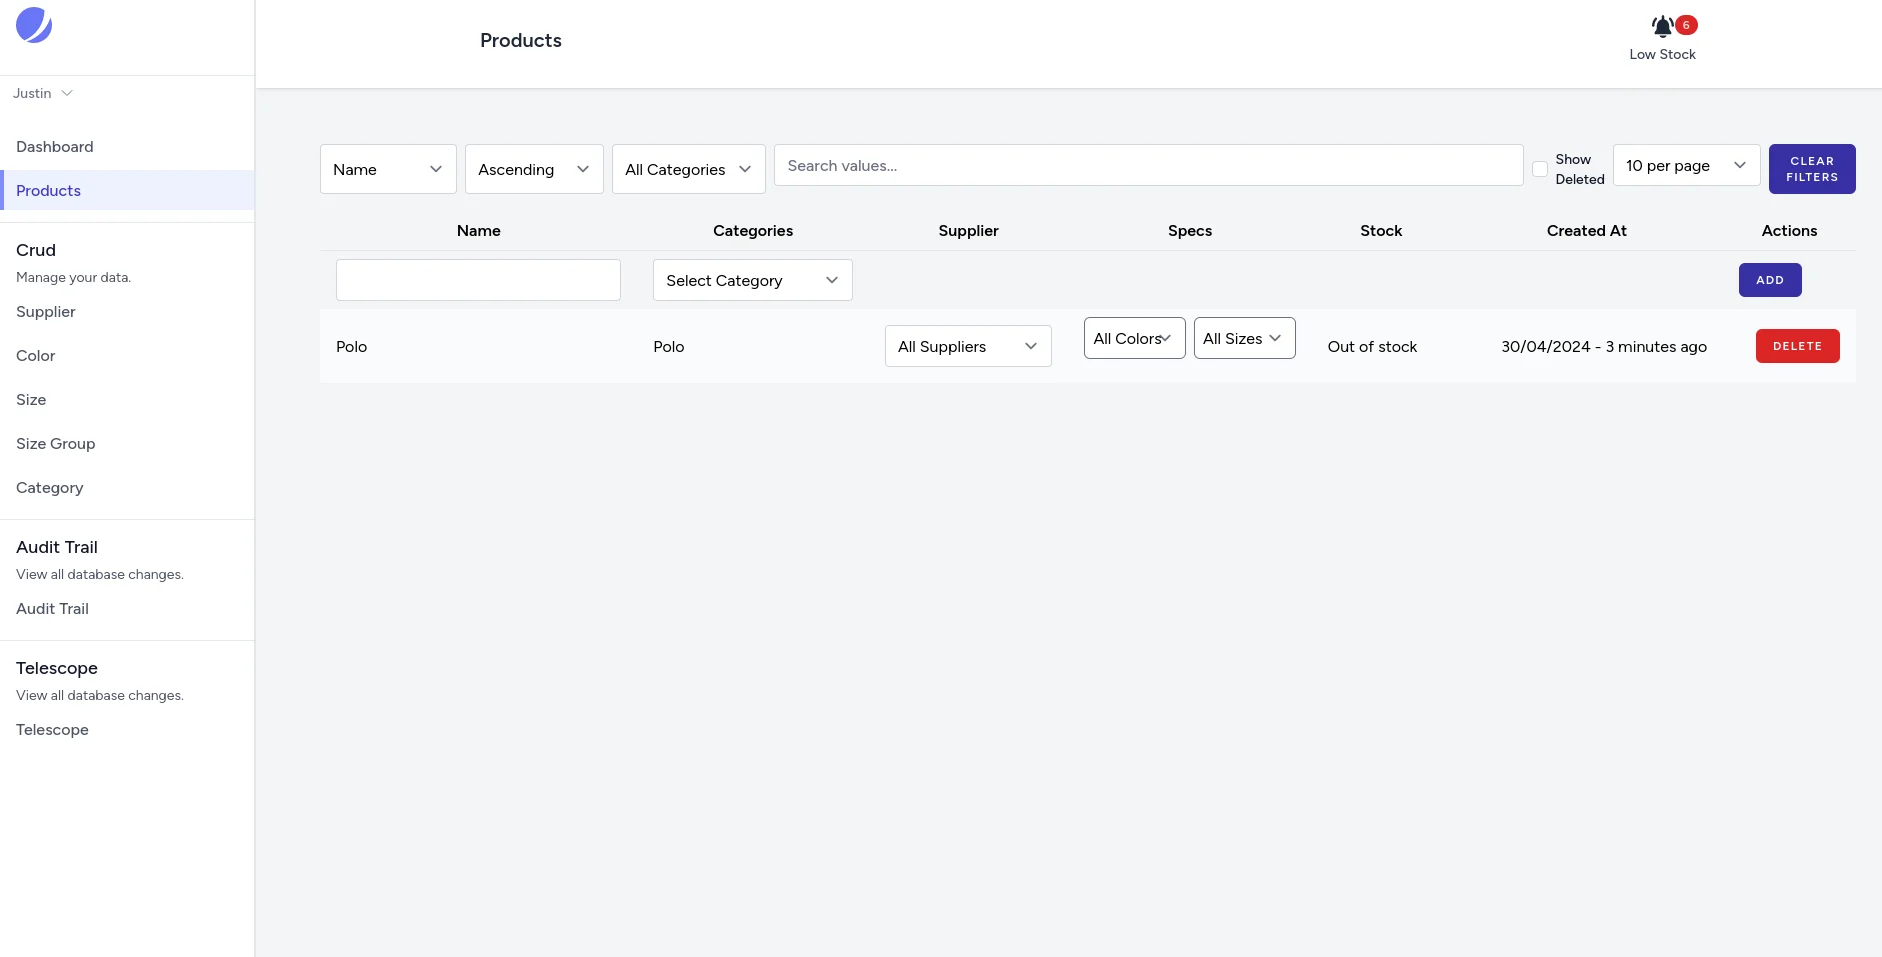 Products
6
Low Stock
Justin
Dashboard
Products
Crud
Manage your data.
Supplier
Color
Size
Size Group
Category
Audit Trail
View all database changes.
Audit Trail
Telescope
View all database changes.
Telescope
Name
Ascending
All Categories
Search values...
Show
Deleted
10 per page
CLEAR
FILTERS
Name Categories Supplier Specs Stock Created At Actions
Select Category ADD
Polo Polo All Suppliers All Colors All Sizes Out of stock 30/04/2024 - 3 minutes ago DELETE